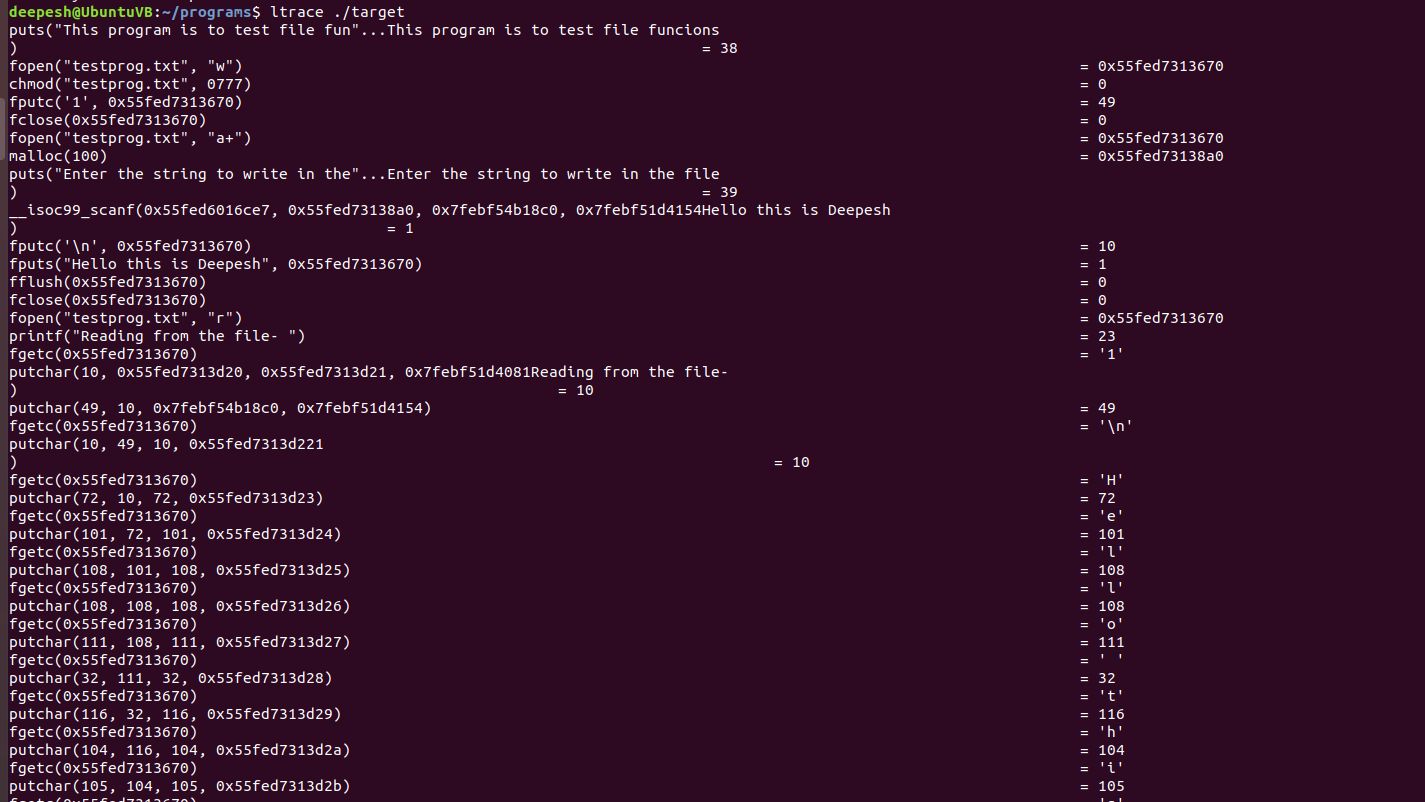 deepesh@UbuntuVB:~/programs$ ltrace ./target
puts("This program is to test file fun"...This program is to test file funcions
) = 38
fopen("testprog.txt", "w") = 0x55fed7313670
chmod("testprog.txt", 0777) = 0
fputc('1', 0x55fed7313670) = 49
fclose(0x55fed7313670) = 0
fopen("testprog.txt", "a+") = 0x55fed7313670
malloc(100) = 0x55fed73138a0
puts("Enter the string to write in the"...Enter the string to write in the file
) = 39
__isoc99_scanf(0x55fed6016ce7, 0x55fed73138a0, 0x7febf54b18c0, 0x7febf51d4154Hello this is Deepesh
) = 1
fputc('\n', 0x55fed7313670) = 10
fputs("Hello this is Deepesh", 0x55fed7313670) = 1
fflush(0x55fed7313670) = 0
fclose(0x55fed7313670) = 0
fopen("testprog.txt", "r") = 0x55fed7313670
printf("Reading from the file- ") = 23
fgetc(0x55fed7313670) = '1'
putchar(10, 0x55fed7313d20, 0x55fed7313d21, 0x7febf51d4081Reading from the file-
) = 10
putchar(49, 10, 0x7febf54b18c0, 0x7febf51d4154) = 49
fgetc(0x55fed7313670) = '\n'
putchar(10, 49, 10, 0x55fed7313d221
) = 10
fgetc(0x55fed7313670) = 'H'
putchar(72, 10, 72, 0x55fed7313d23) = 72
fgetc(0x55fed7313670) = 'e'
putchar(101, 72, 101, 0x55fed7313d24) = 101
fgetc(0x55fed7313670) = 'l'
putchar(108, 101, 108, 0x55fed7313d25) = 108
fgetc(0x55fed7313670) = 'l'
putchar(108, 108, 108, 0x55fed7313d26) = 108
fgetc(0x55fed7313670) = 'o'
putchar(111, 108, 111, 0x55fed7313d27) = 111
fgetc(0x55fed7313670) = ' '
putchar(32, 111, 32, 0x55fed7313d28) = 32
fgetc(0x55fed7313670) = 't'
putchar(116, 32, 116, 0x55fed7313d29) = 116
fgetc(0x55fed7313670) = 'h'
putchar(104, 116, 104, 0x55fed7313d2a) = 104
fgetc(0x55fed7313670) = 'i'
putchar(105, 104, 105, 0x55fed7313d2b) = 105